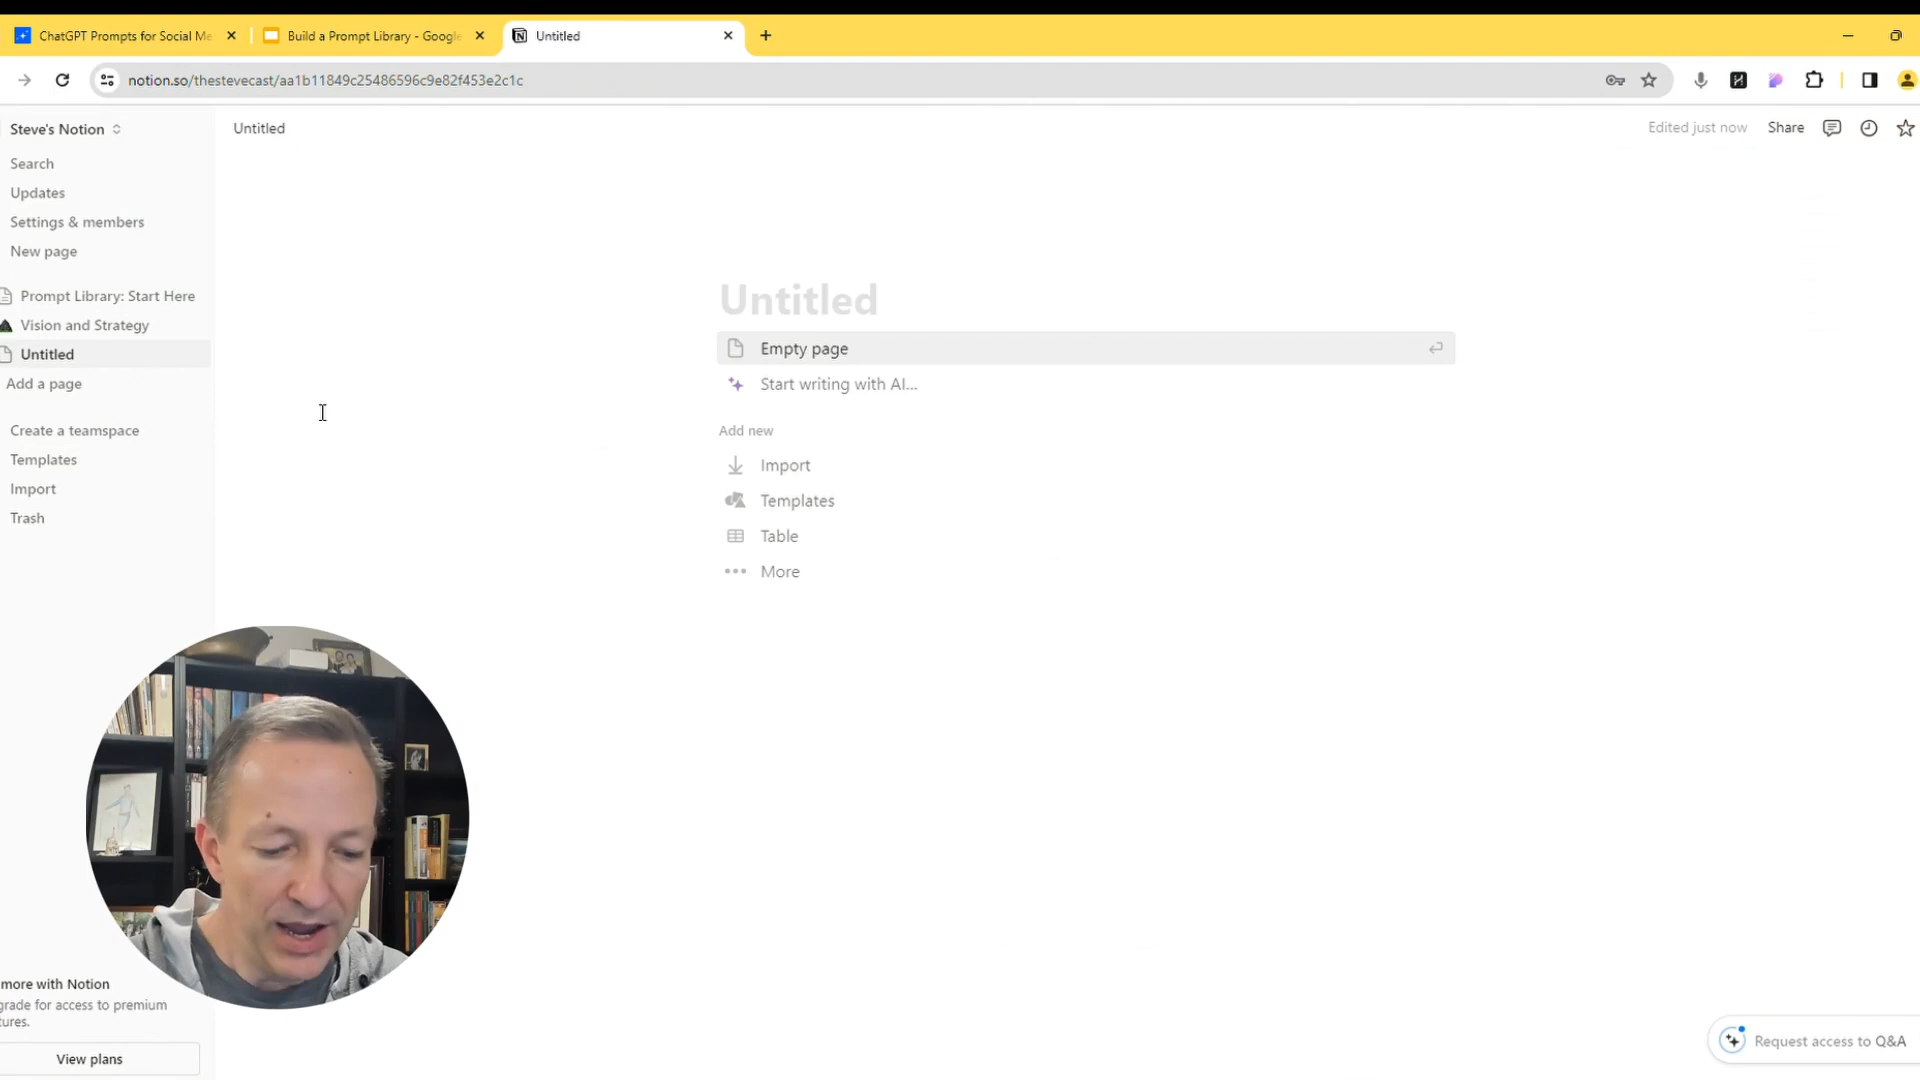 ChatGPT Prompts for Social Me
Build a Prompt Library - Google
Untitled
notion.so/thestevecast/aa1b11849c25486596c9e82f453e2c1c
Steve's Notion
Untitled
Edited just now
Share
Search
Updates
Settings & members
New page
Prompt Library: Start Here
Vision and Strategy
Untitled
Add a page
Create a teamspace
Templates
Import
Trash
Untitled
Empty page
Start writing with AI...
Add new
Import
Templates
Table
More
more with Notion
grade for access to premium
tures.
View plans
Request access to Q&A